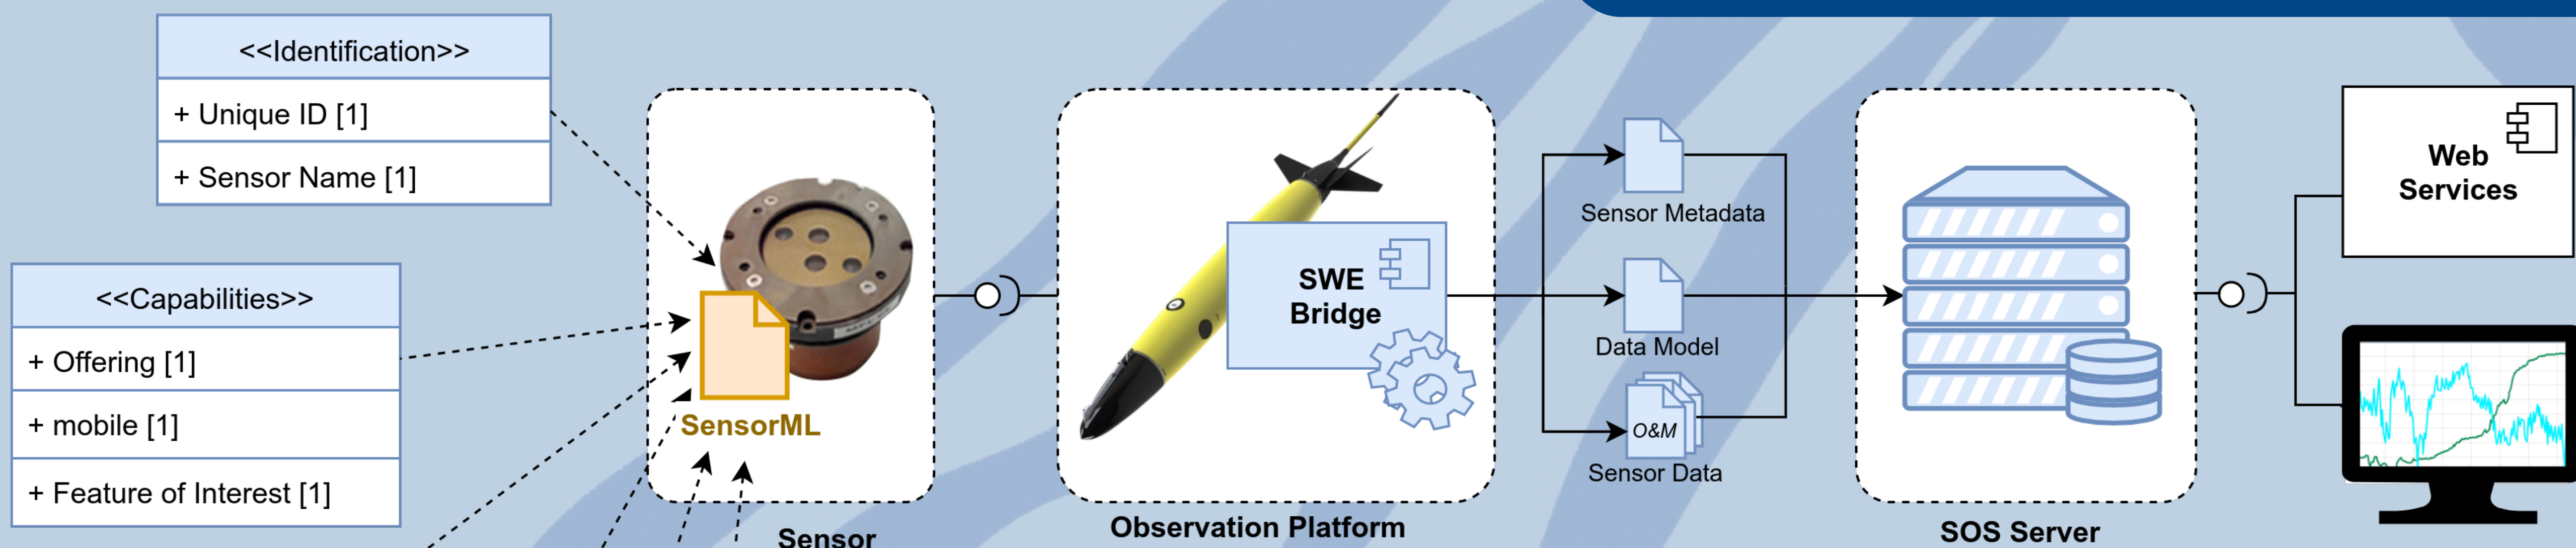 <<Identification>>
+ Unique ID [1]
+ Sensor Name [1]
<<Capabilities>>
+ Offering [1]
+ mobile [1]
+ Feature of Interest [1]
SensorML
Sensor
SWE
Bridge
Observation Platform
Sensor Metadata
Data Model
O&M
Sensor Data
SOS Server
Web
Services